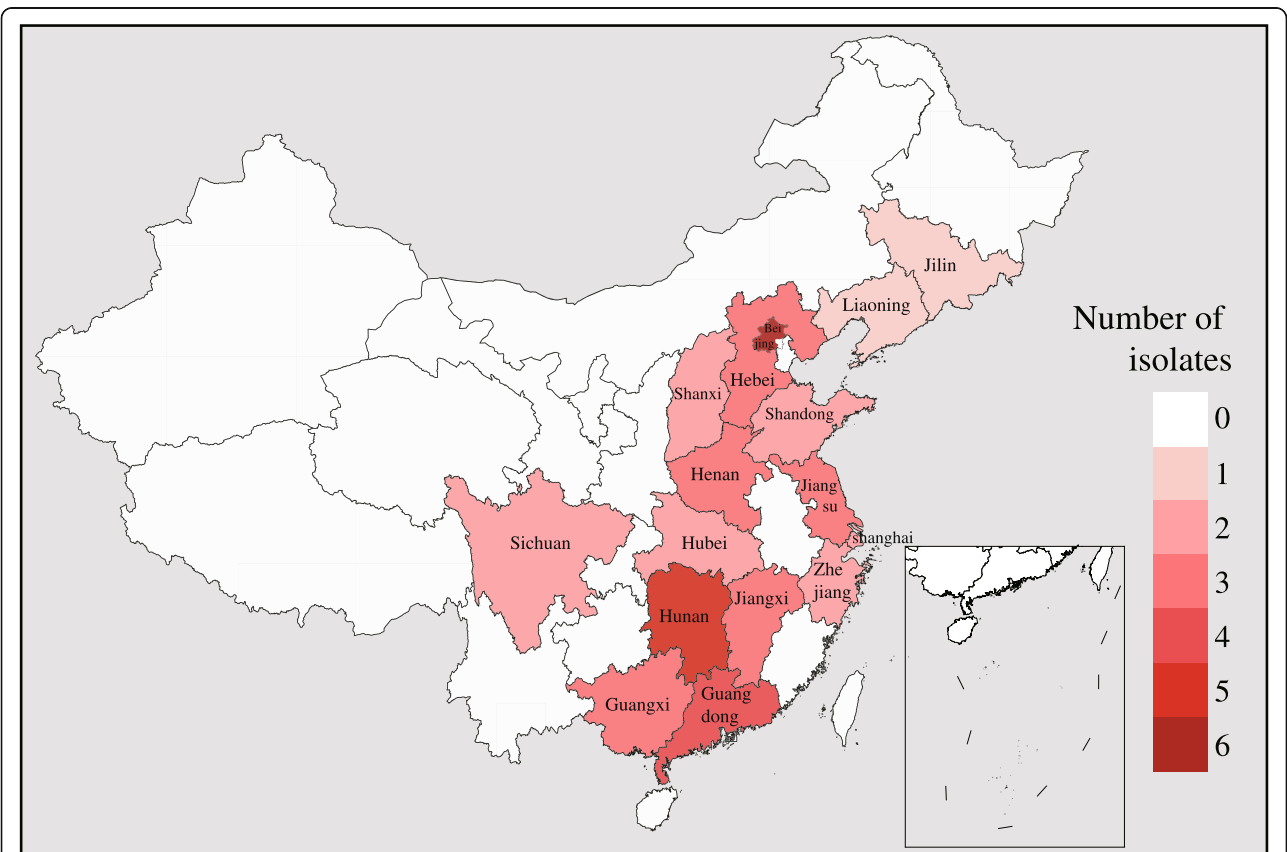 Jilin
Liaoning
Number of
isolates
Bei
jing
Hebei
Shanxi
Shandong
0
1
Henan
Jiang
su
2
Sichuan
Hubei
shanghai
Zhe
jiang
3
Jiangxi
Hunan
4
Guangxi
Guang
dong
5
6